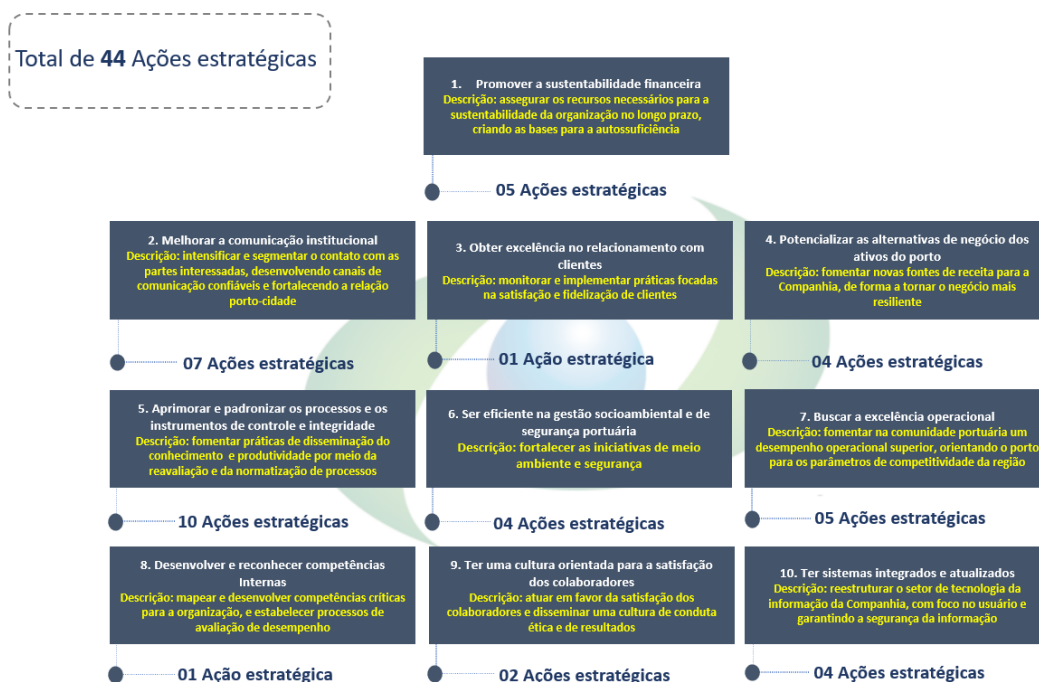 Total de 44 Ações estratégicas
1. Promover a sustentabilidade financeira
Descrição: assegurar os recursos necessários para a
sustentabilidade da organização no longo prazo,
criando as bases para a autossuficiência
05 Ações estratégicas
2. Melhorar a comunicação institucional
Descrição: intensificar e segmentar o contato com as
partes interessadas, desenvolvendo canais de
comunicação confiáveis e fortalecendo a relação
porto-cidade
07 Ações estratégicas
3. Obter excelência no relacionamento com
clientes
Descrição: monitorar e implementar práticas focadas
na satisfação e fidelização de clientes
01 Ação estratégica
4. Potencializar as alternativas de negócio dos
ativos do porto
Descrição: fomentar novas fontes de receita para a
Companhia, de forma a tornar o negócio mais
resiliente
04 Ações estratégicas
5. Aprimorar e padronizar os processos e os
instrumentos de controle e integridade
Descrição: fomentar práticas de disseminação do
conhecimento e produtividade por meio da
reavaliação e da normatização de processos
10 Ações estratégicas
6. Ser eficiente na gestão socioambiental e de
segurança portuária
Descrição: fortalecer as iniciativas de meio
ambiente e segurança
04 Ações estratégicas
7. Buscar a excelência operacional
Descrição: fomentar na comunidade portuária um
desempenho operacional superior, orientando o porto
para os parâmetros de competitividade da região
05 Ações estratégicas
8. Desenvolver e reconhecer competências
Internas
Descrição: mapear e desenvolver competências críticas
para a organização, e estabelecer processos de
avaliação de desempenho
01 Ação estratégica
9. Ter uma cultura orientada para a satisfação
dos colaboradores
Descrição: atuar em favor da satisfação dos
colaboradores e disseminar uma cultura de conduta
ética e de resultados
02 Ações estratégicas
10. Ter sistemas integrados e atualizados
Descrição: reestruturar o setor de tecnologia da
informação da Companhia, com foco no usuário e
garantindo a segurança da informação
04 Ações estratégicas